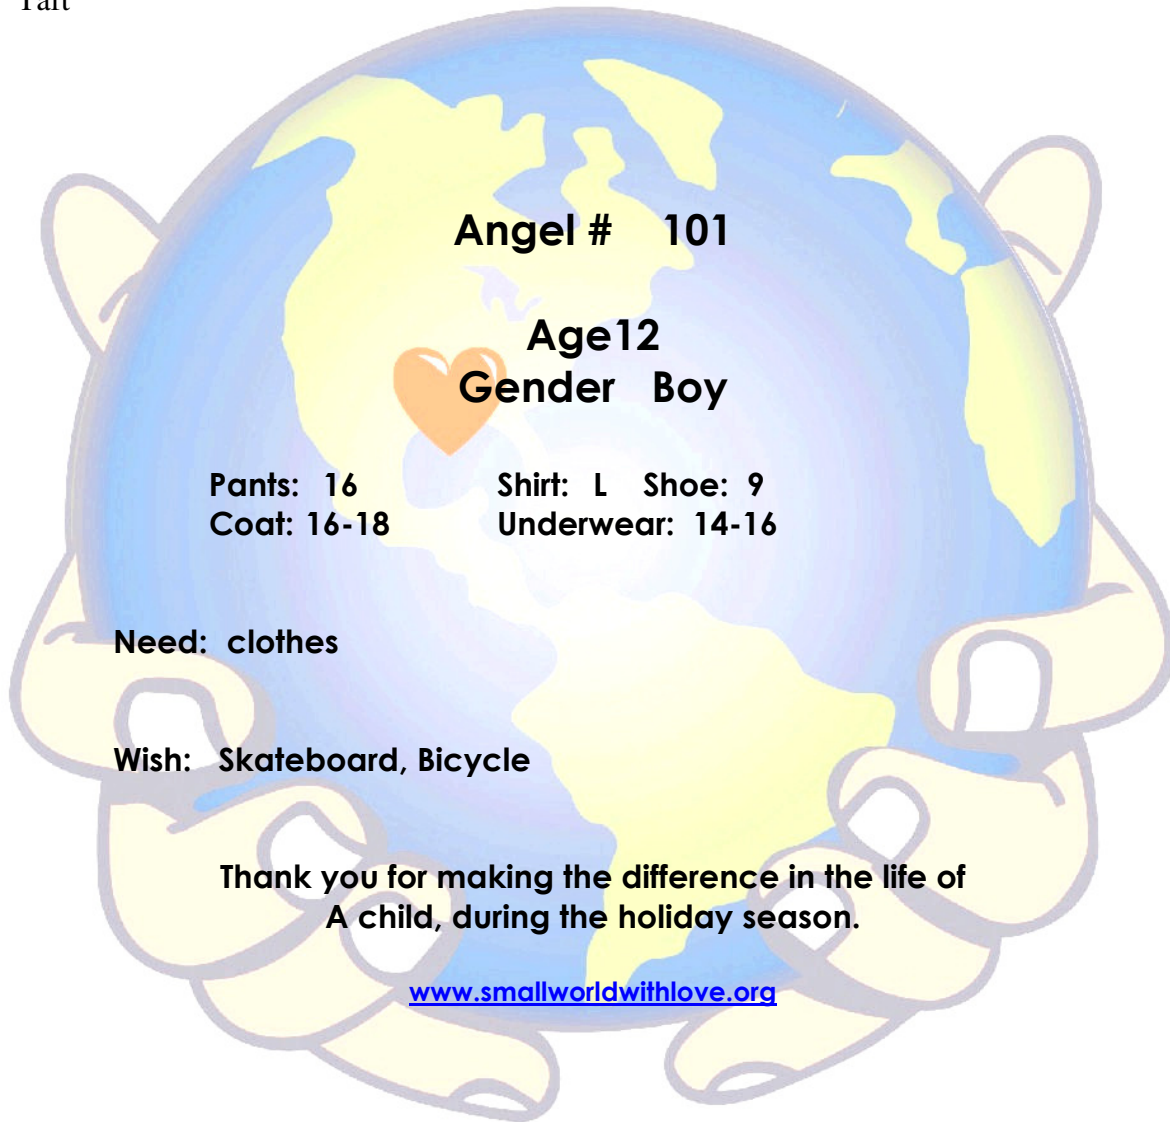 Taft
Angel # 101
Age12
Gender Boy
Pants: 16 Shirt: L Shoe: 9
Coat: 16-18 Underwear: 14-16
Need: clothes
Wish: Skateboard, Bicycle
Thank you for making the difference in the life of
A child, during the holiday season.
www.smallworldwithlove.org